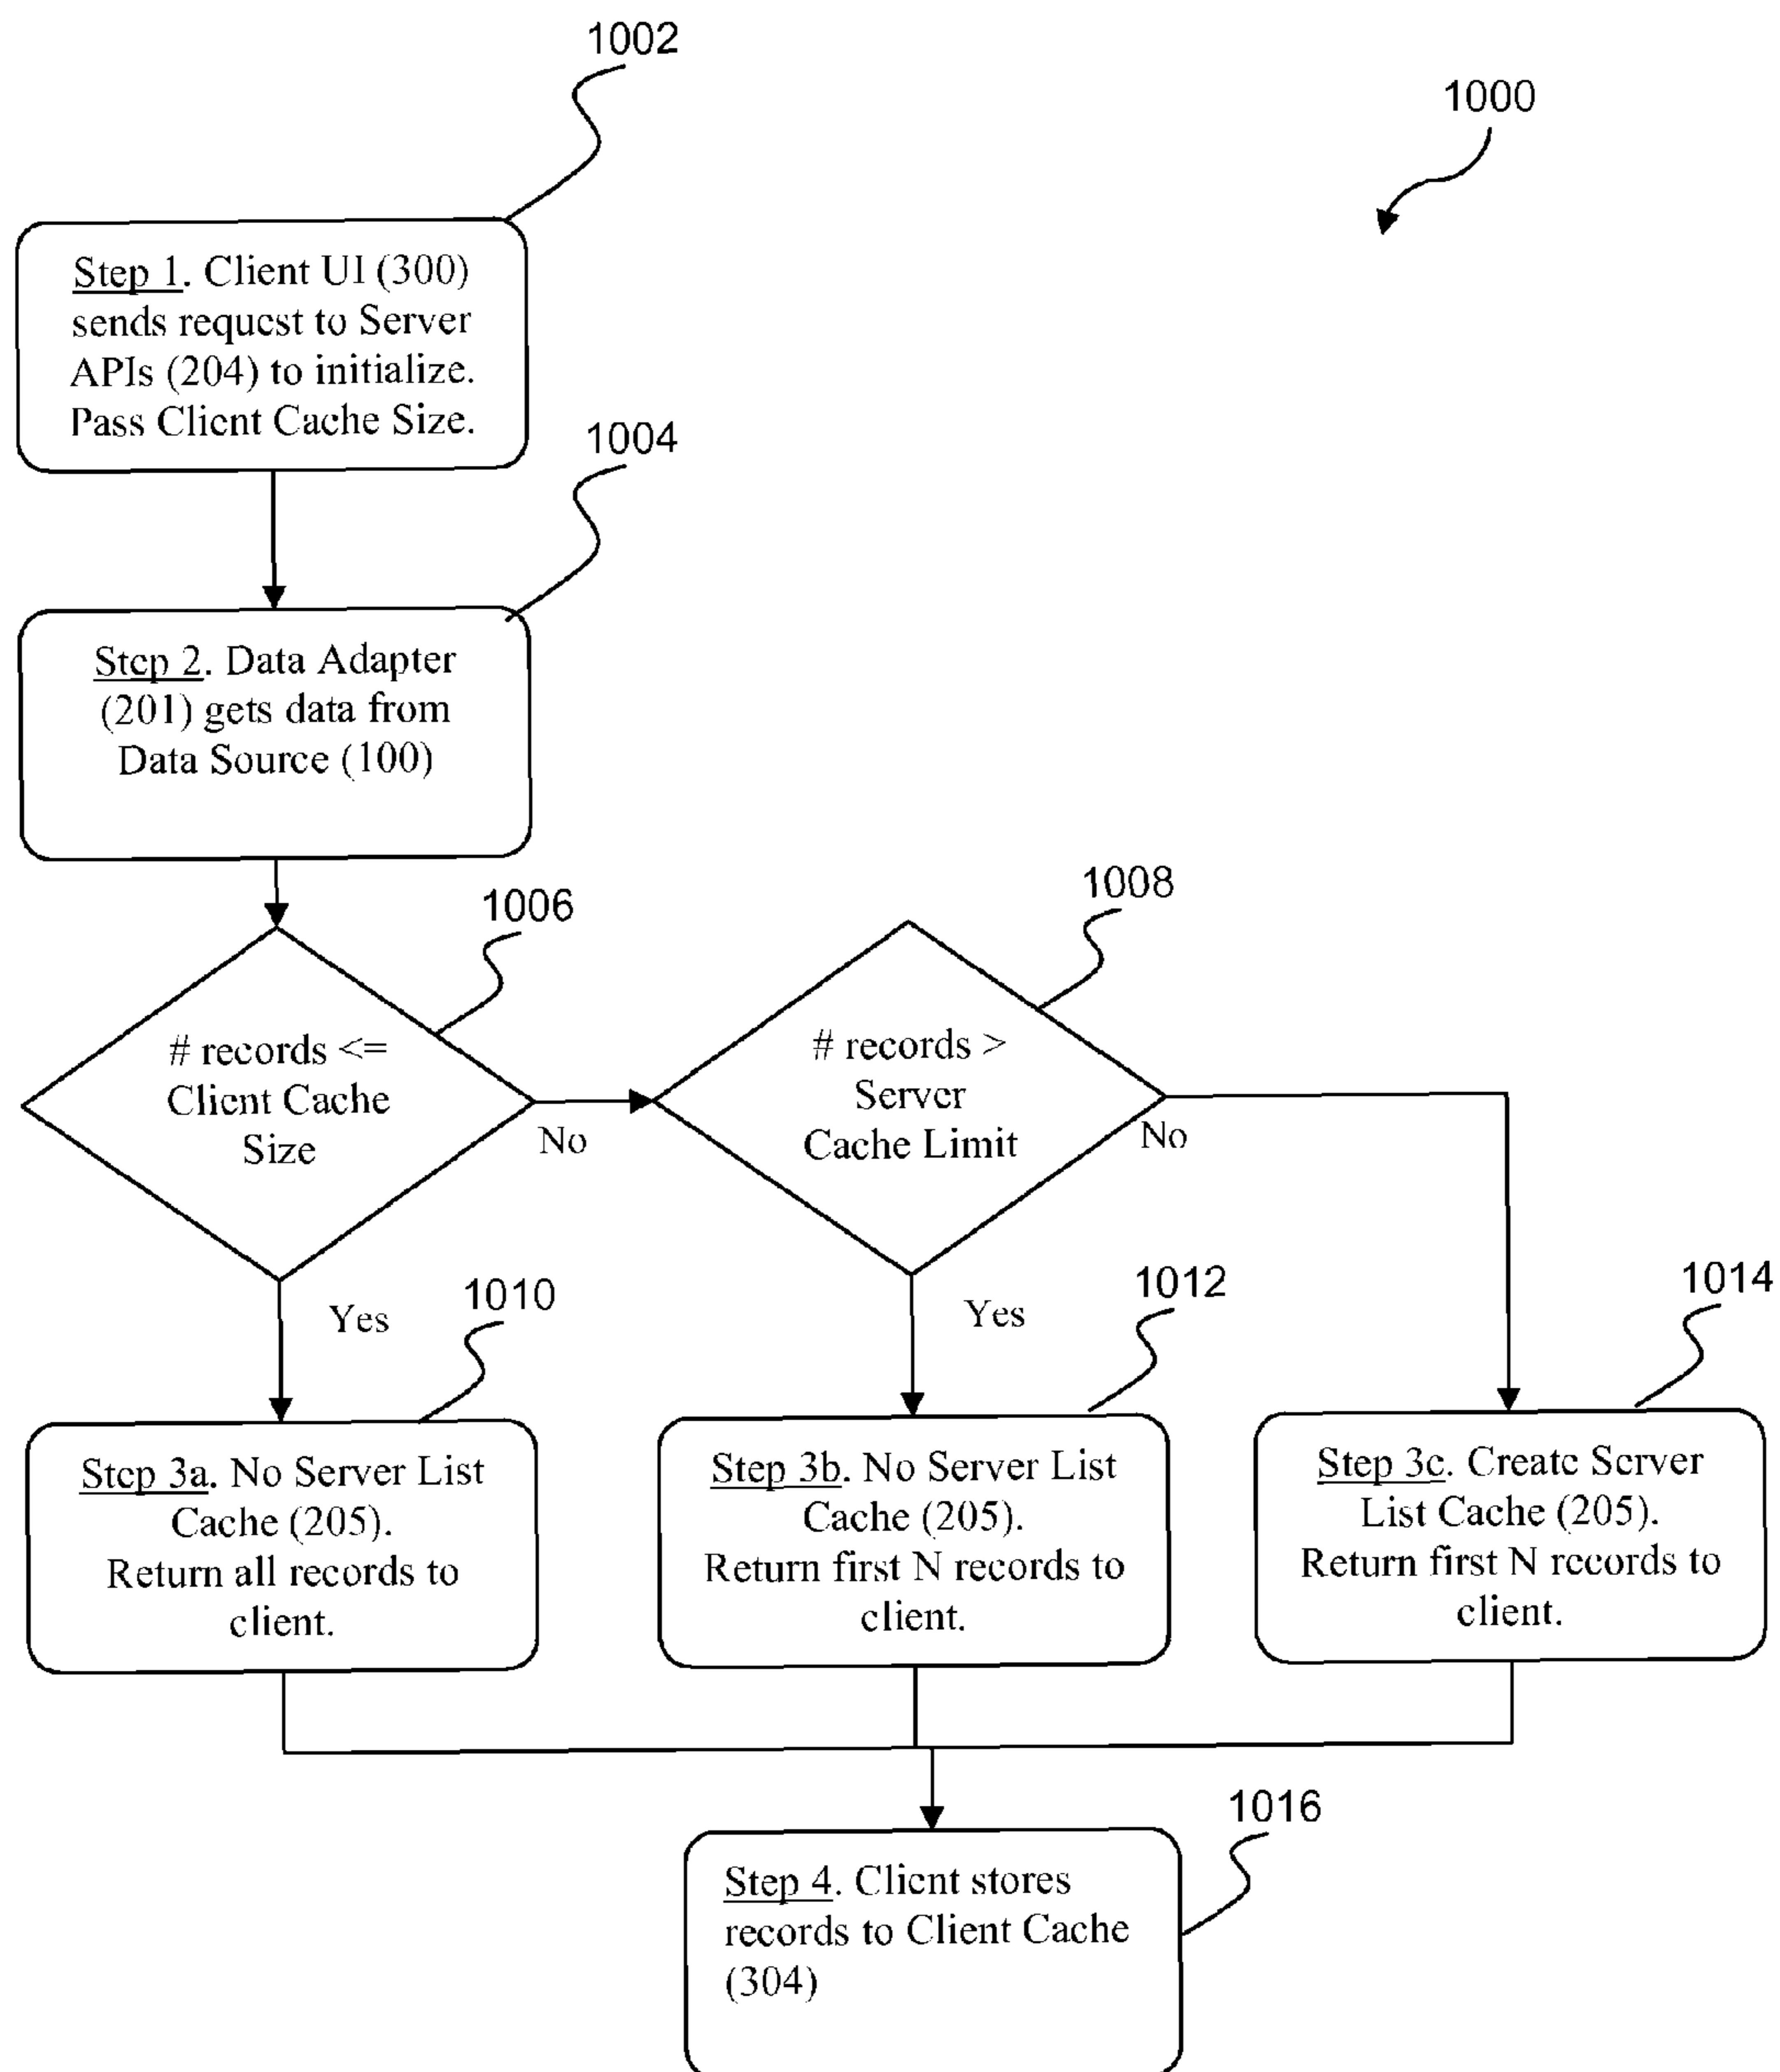 1002
1000
Step 1. Client UI (300)
sends request to Server
APIs (204) to initialize.
Pass Client Cache Size.
1004
Step 2. Data Adapter
(201) gets data from
Data Source (100)
1006
1008
# records <=
Client Cache
Size
No
# records >
Server
Cache Limit
No
Yes
1010
Yes
1012
1014
Step 3a. No Server List
Cache (205).
Return all records to
client.
Step 3b. No Server List
Cache (205).
Return first N records to
client.
Step 3c. Create Server
List Cache (205).
Return first N records to
client.
1016
Step 4. Client stores
records to Client Cache
(304)